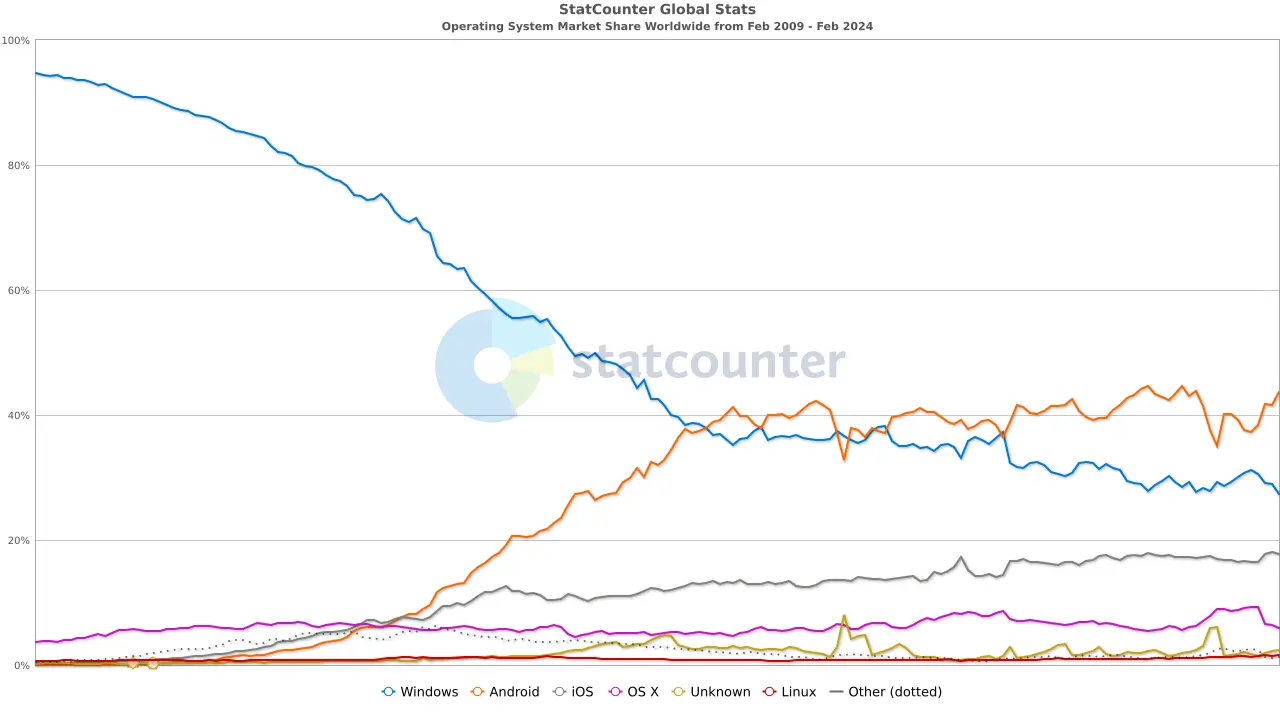 StatCounter Global Stats
Operating System Market Share Worldwide from Feb 2009 - Feb 2024
100%
80%
60%
statcounter
40%
20%
0%
Windows Android iOS OS X Unknown Linux Other (dotted)